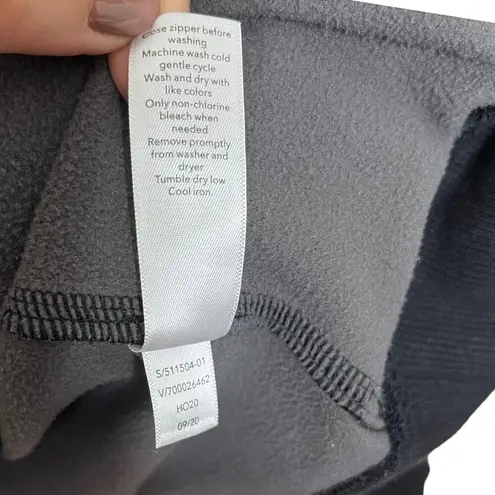 Close zipper before
washing
Machine wash cold
gentle cycle
Wash and dry with
like colors
Only non-chlorine
bleach when
needed
Remove promptly
from washer and
dryer
Tumble dry low
Cool iron.
S/511504-01
V/700026462
HO20
09/20